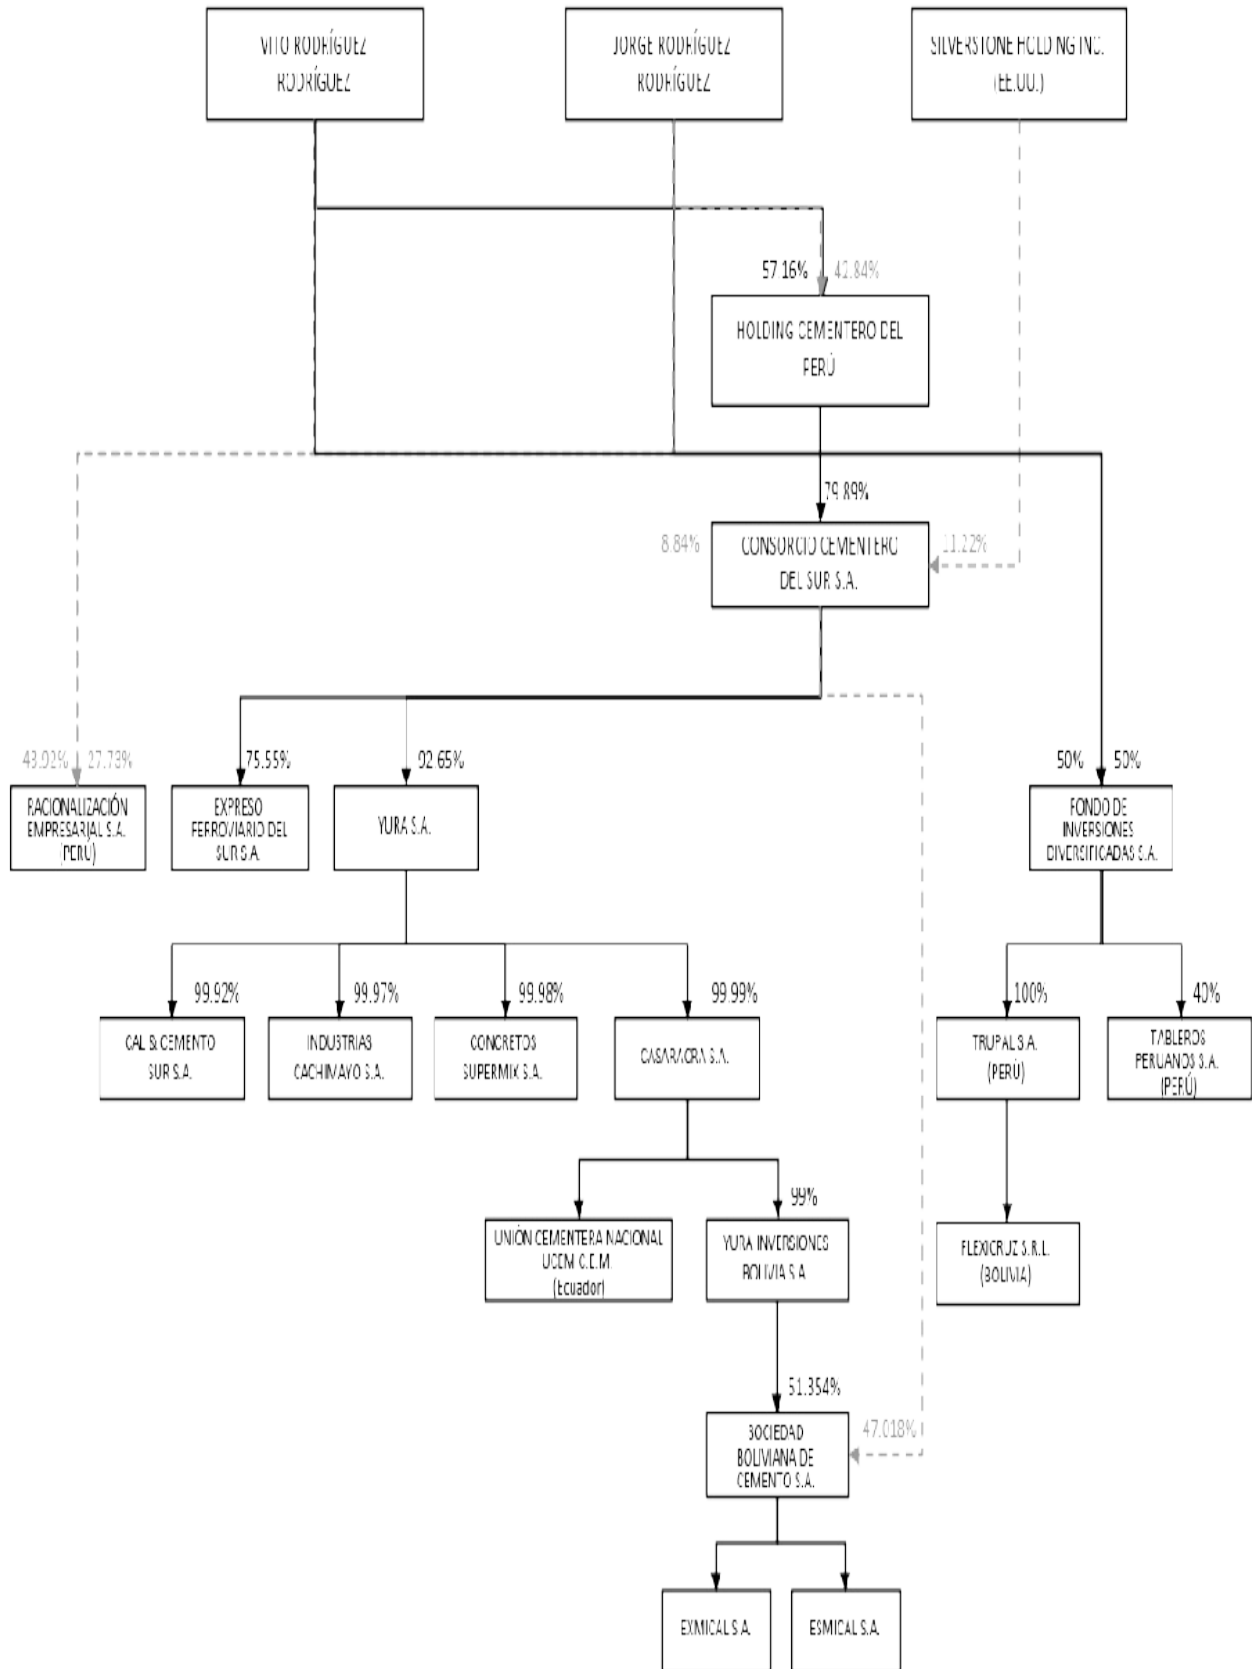 VITO RODRÍGUEZ
RODRÍGUEZ
JORGE RODRÍGUEZ
RODRÍGUEZ
SILVERSTONE HOLDING INC.
(EE.UU.)
57.16%
42.84%
HOLDING CEMENTERO DEL
PERÚ
79.89%
8.84%
CONSORCIO CEMENTERO
DEL SUR S.A.
11.22%
43.92%
27.73%
75.55%
92.65%
50%
50%
RACIONALIZACIÓN
EMPRESARIAL S.A.
(PERÚ)
EXPRESO
FERROVIARIO DEL
SUR S.A.
YURA S.A.
FONDO DE
INVERSIONES
DIVERSIFICADAS S.A.
99.92%
99.97%
99.98%
99.99%
100%
40%
CAL & CEMENTO
SUR S.A.
INDUSTRIAS
CACHIMAYO S.A.
CONCRETOS
SUPERMIX S.A.
CASARACRA S.A.
TRUPAL S.A.
(PERÚ)
TABLEROS
PERUANOS S.A.
(PERÚ)
99%
UNIÓN CEMENTERA NACIONAL
UCEM C.E.M.
(Ecuador)
YURA INVERSIONES
BOLIVIA S.A.
FLEXICRUZ S.R.L.
(BOLIVIA)
51.354%
47.018%
SOCIEDAD
BOLIVIANA DE
CEMENTO S.A.
EXMICAL S.A.
ESMICAL S.A.